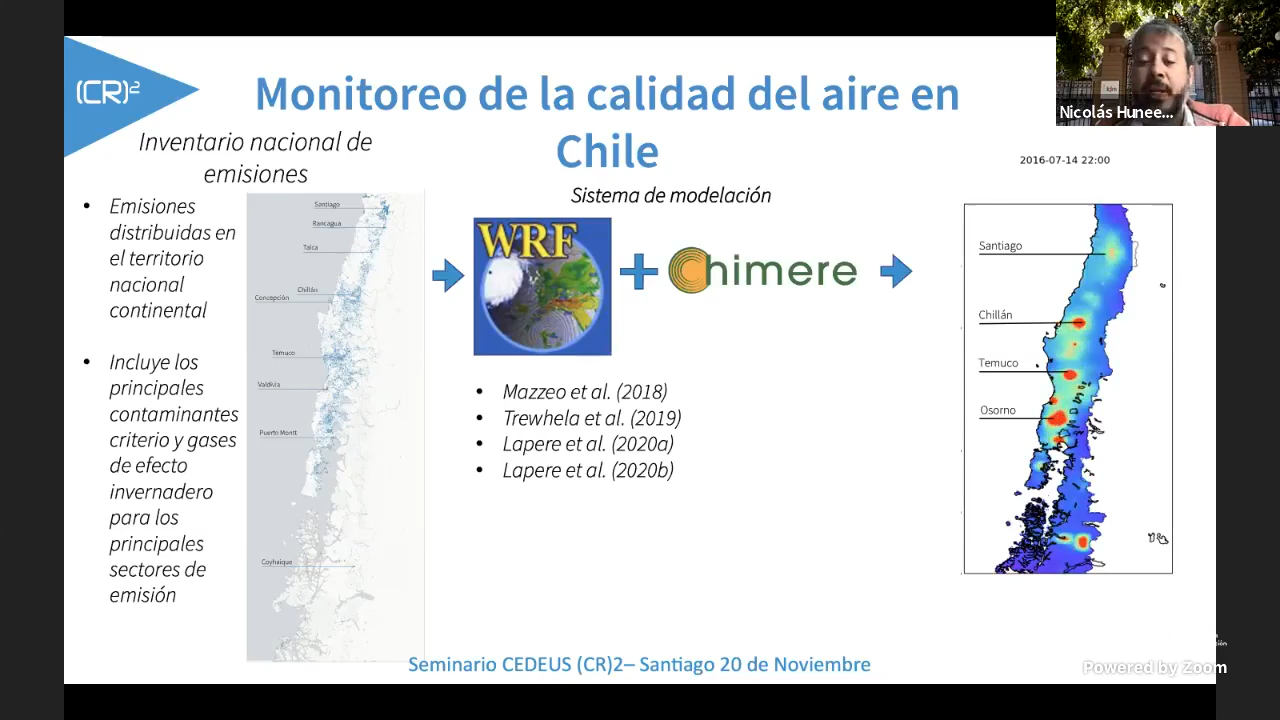 (CR)²
Monitoreo de la calidad del aire en
Chile
Nicolás Hunee...
Inventario nacional de
emisiones
• Emisiones
distribuidas en
el territorio
nacional
continental
• Incluye los
principales
contaminantes
criterio y gases
de efecto
invernadero
para los
principales
sectores de
emisión
Santiago
Rancagua
Talca
Chillán
Concepción
Temuco
Valdivia
Puerto Montt
Coyhaique
Sistema de modelación
WRF
Chimere
• Mazzeo et al. (2018)
• Trewhela et al. (2019)
• Lapere et al. (2020a)
• Lapere et al. (2020b)
2016-07-14 22:00
Santiago
Chillán
Temuco
Osorno
Seminario CEDEUS (CR)2– Santiago 20 de Noviembre
Powered by Zoom